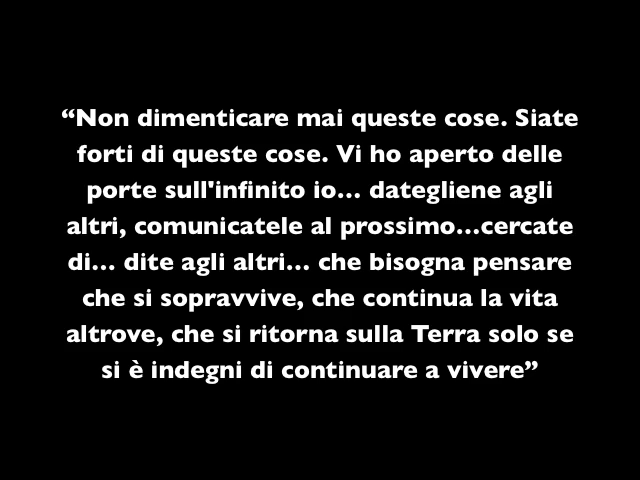 “Non dimenticare mai queste cose. Siate
forti di queste cose. Vi ho aperto delle
porte sull'infinito io... dategliene agli
altri, comunicatele al prossimo...cercate
di... dite agli altri... che bisogna pensare
che si sopravvive, che continua la vita
altrove, che si ritorna sulla Terra solo se
si è indegni di continuare a vivere”